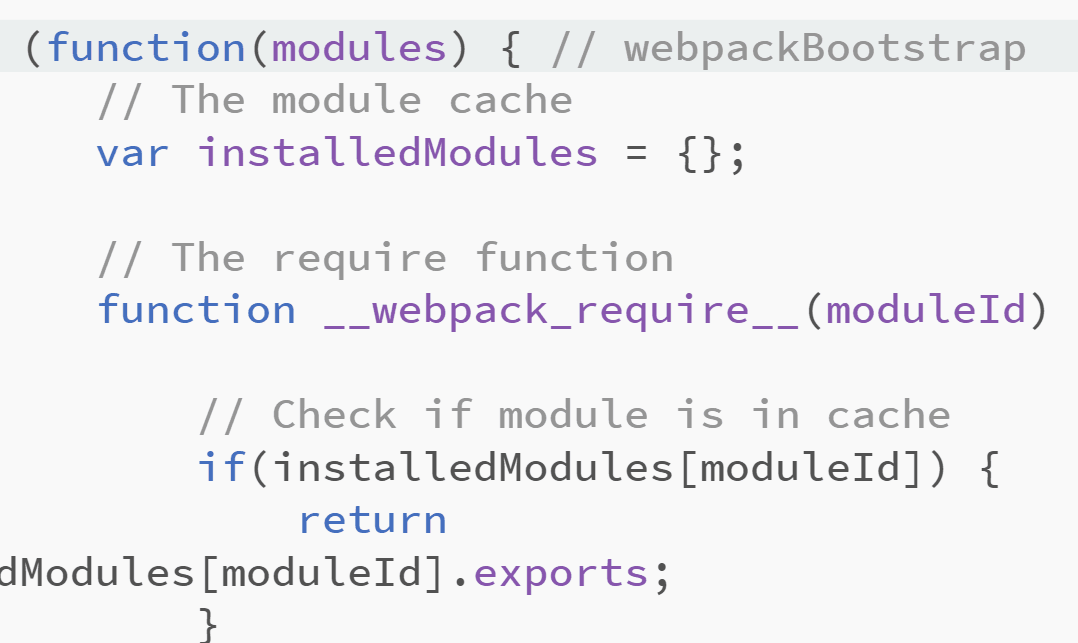 (function(modules) { // webpackBootstrap
// The module cache
var installedModules = {};
// The require function
function __webpack_require__(moduleId)
// Check if module is in cache
if(installedModules[moduleId]) {
return
dModules[moduleId].exports;
}